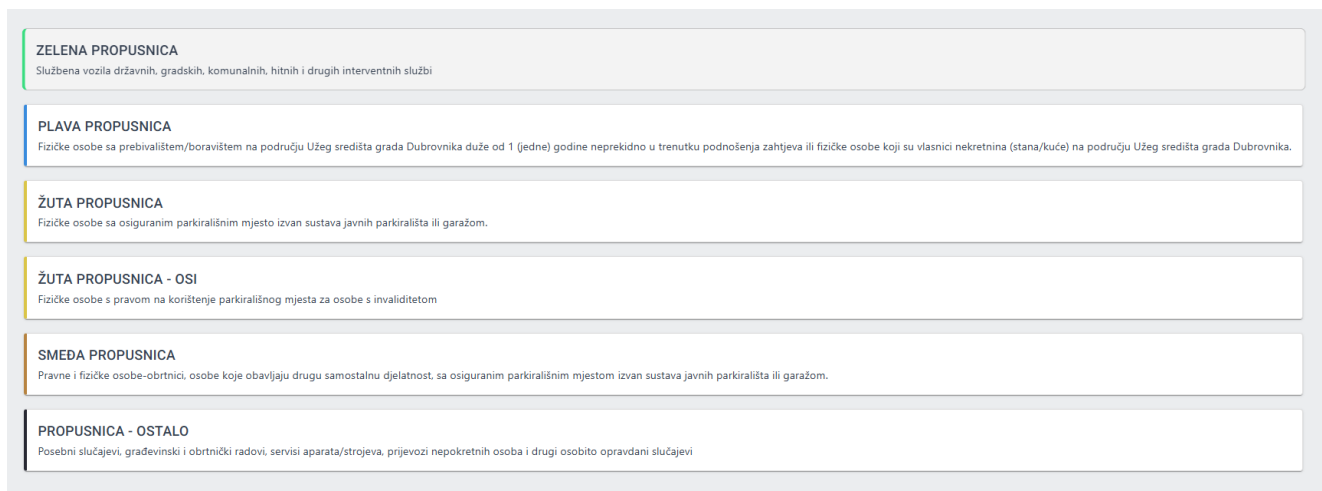 ZELENA PROPUSNICA
Službena vozila državnih, gradskih, komunalnih, hitnih i drugih interventnih službi
PLAVA PROPUSNICA
Fizičke osobe sa prebivalištem/boravištem na području Užeg središta grada Dubrovnika duže od 1 (jedne) godine neprekidno u trenutku podnošenja zahtjeva ili fizičke osobe koji su vlasnici nekretnina (stana/kuće) na području Užeg središta grada Dubrovnika.
ŽUTA PROPUSNICA
Fizičke osobe sa osiguranim parkirališnim mjesto izvan sustava javnih parkirališta ili garažom.
ŽUTA PROPUSNICA - OSI
Fizičke osobe s pravom na korištenje parkirališnog mjesta za osobe s invaliditetom
SMEĐA PROPUSNICA
Pravne i fizičke osobe-obrtnici, osobe koje obavljaju drugu samostalnu djelatnost, sa osiguranim parkirališnim mjestom izvan sustava javnih parkirališta ili garažom.
PROPUSNICA - OSTALO
Posebni slučajevi, građevinski i obrtnički radovi, servisi aparata/strojeva, prijevozi nepokretnih osoba i drugi osobito opravdani slučajevi